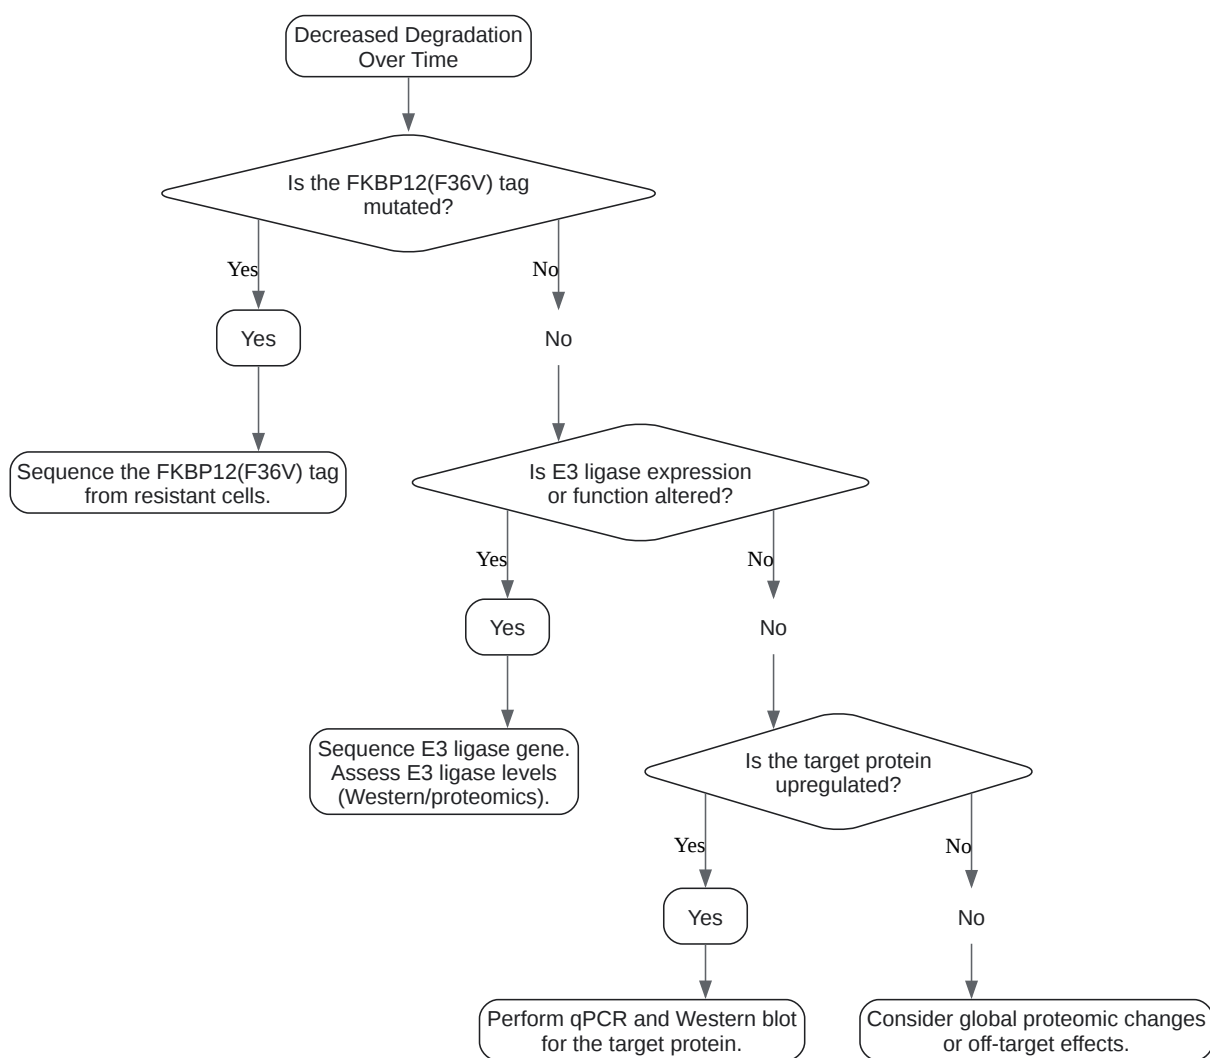 Decreased Degradation
Over Time
Is the FKBP12(F36V) tag
mutated?
Yes
No
Yes
No
Sequence the FKBP12(F36V) tag
from resistant cells.
Is E3 ligase expression
or function altered?
Yes
No
Yes
No
Sequence E3 ligase gene.
Assess E3 ligase levels
(Western/proteomics).
Is the target protein
upregulated?
Yes
No
Yes
No
Perform qPCR and Western blot
for the target protein.
Consider global proteomic changes
or off-target effects.